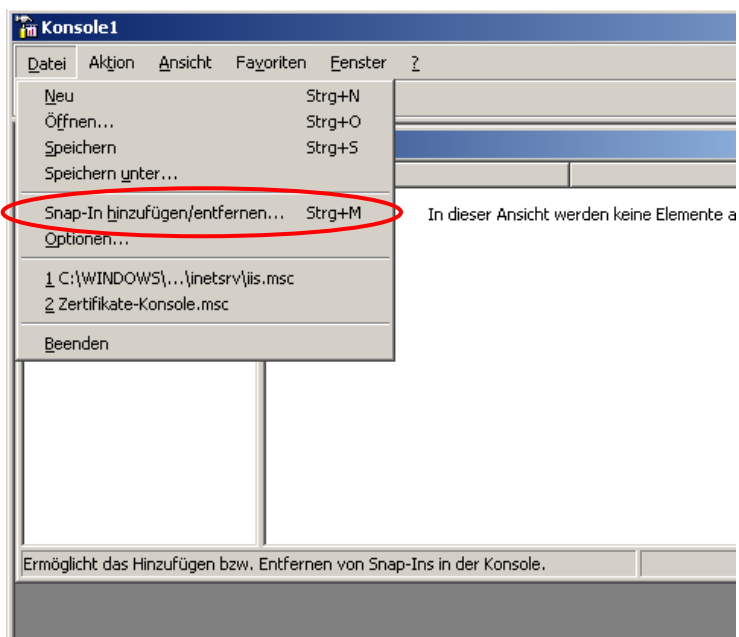 Konsole1
Datei Aktion Ansicht Favoriten Fenster ?
Neu Strg+N
Öffnen... Strg+O
Speichern Strg+S
Speichern unter...
Snap-In hinzufügen/entfernen... Strg+M
In dieser Ansicht werden keine Elemente a
Optionen...
1 C:\WINDOWS\...\inetsrv\iis.msc
2 Zertifikate-Konsole.msc
Beenden
Ermöglicht das Hinzufügen bzw. Entfernen von Snap-Ins in der Konsole.